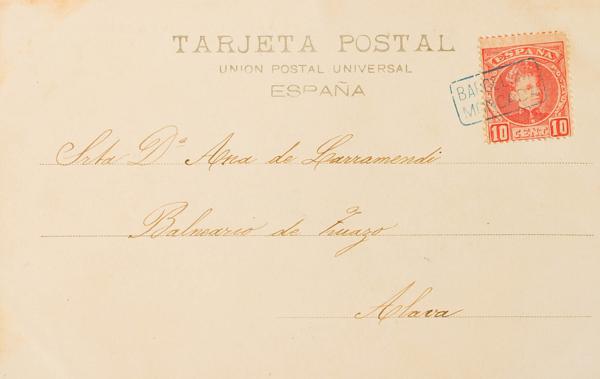 TARJETA POSTAL
UNION POSTAL UNIVERSAL
ESPAÑA
ESPAÑA
10 CENT 10
Srta Dª Ana de Larramendi
Balneario de Zuazo
Alava